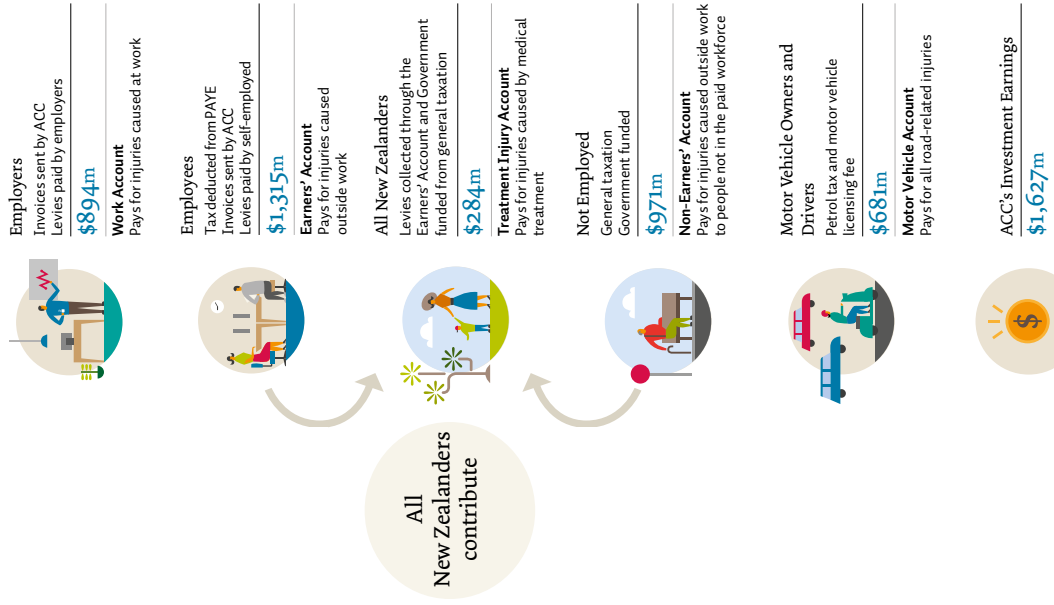 All
New Zealanders
contribute
Employers
Invoices sent by ACC
Levies paid by employers
$894m
Work Account
Pays for injuries caused at work
Employees
Tax deducted from PAYE
Invoices sent by ACC
Levies paid by self-employed
$1,315m
Earners' Account
Pays for injuries caused
outside work
All New Zealanders
Levies collected through the
Earners' Account and Government
funded from general taxation
$284m
Treatment Injury Account
Pays for injuries caused by medical
treatment
Not Employed
General taxation
Government funded
$971m
Non-Earners' Account
Pays for injuries caused outside work
to people not in the paid workforce
Motor Vehicle Owners and
Drivers
Petrol tax and motor vehicle
licensing fee
$681m
Motor Vehicle Account
Pays for all road-related injuries
ACC's Investment Earnings
$1,627m
$